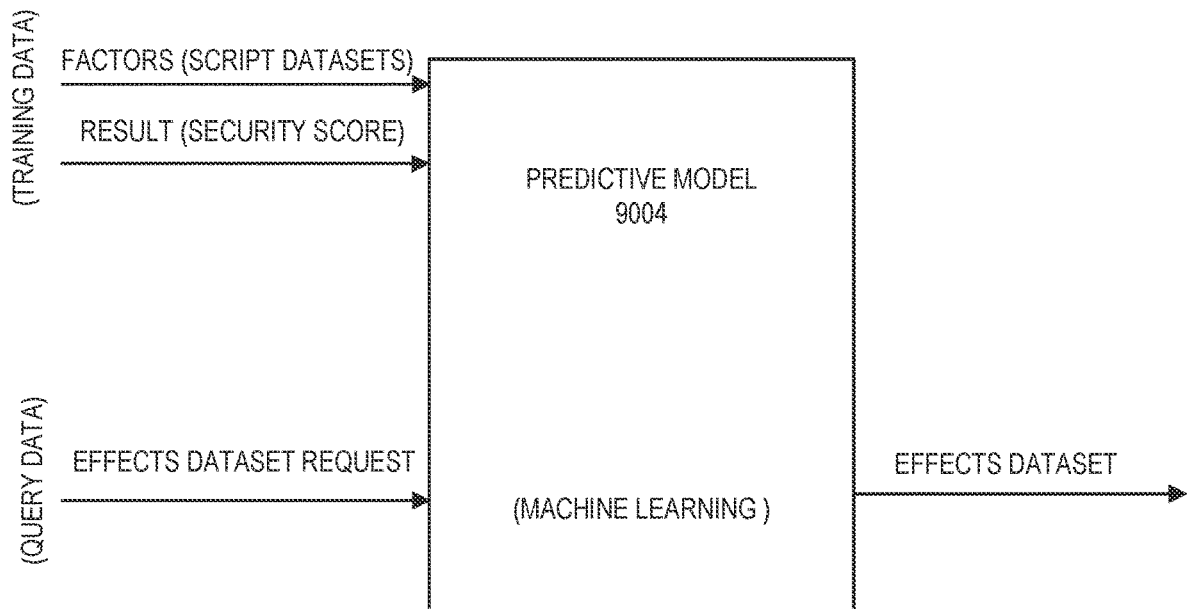 (TRAINING DATA)
FACTORS (SCRIPT DATASETS)
RESULT (SECURITY SCORE)
PREDICTIVE MODEL
9004
(QUERY DATA)
EFFECTS DATASET REQUEST
(MACHINE LEARNING )
EFFECTS DATASET